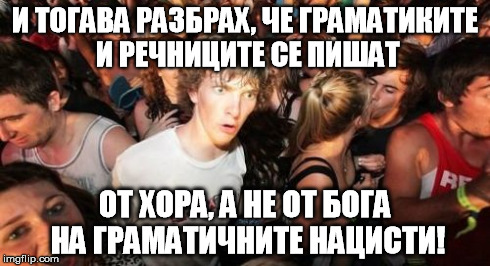 И ТОГАВА РАЗБРАХ, ЧЕ ГРАМАТИКИТЕ
И РЕЧНИЦИТЕ СЕ ПИШАТ
ОТ ХОРА, А НЕ ОТ БОГА
НА ГРАМАТИЧНИТЕ НАЦИСТИ!
imgflip.com